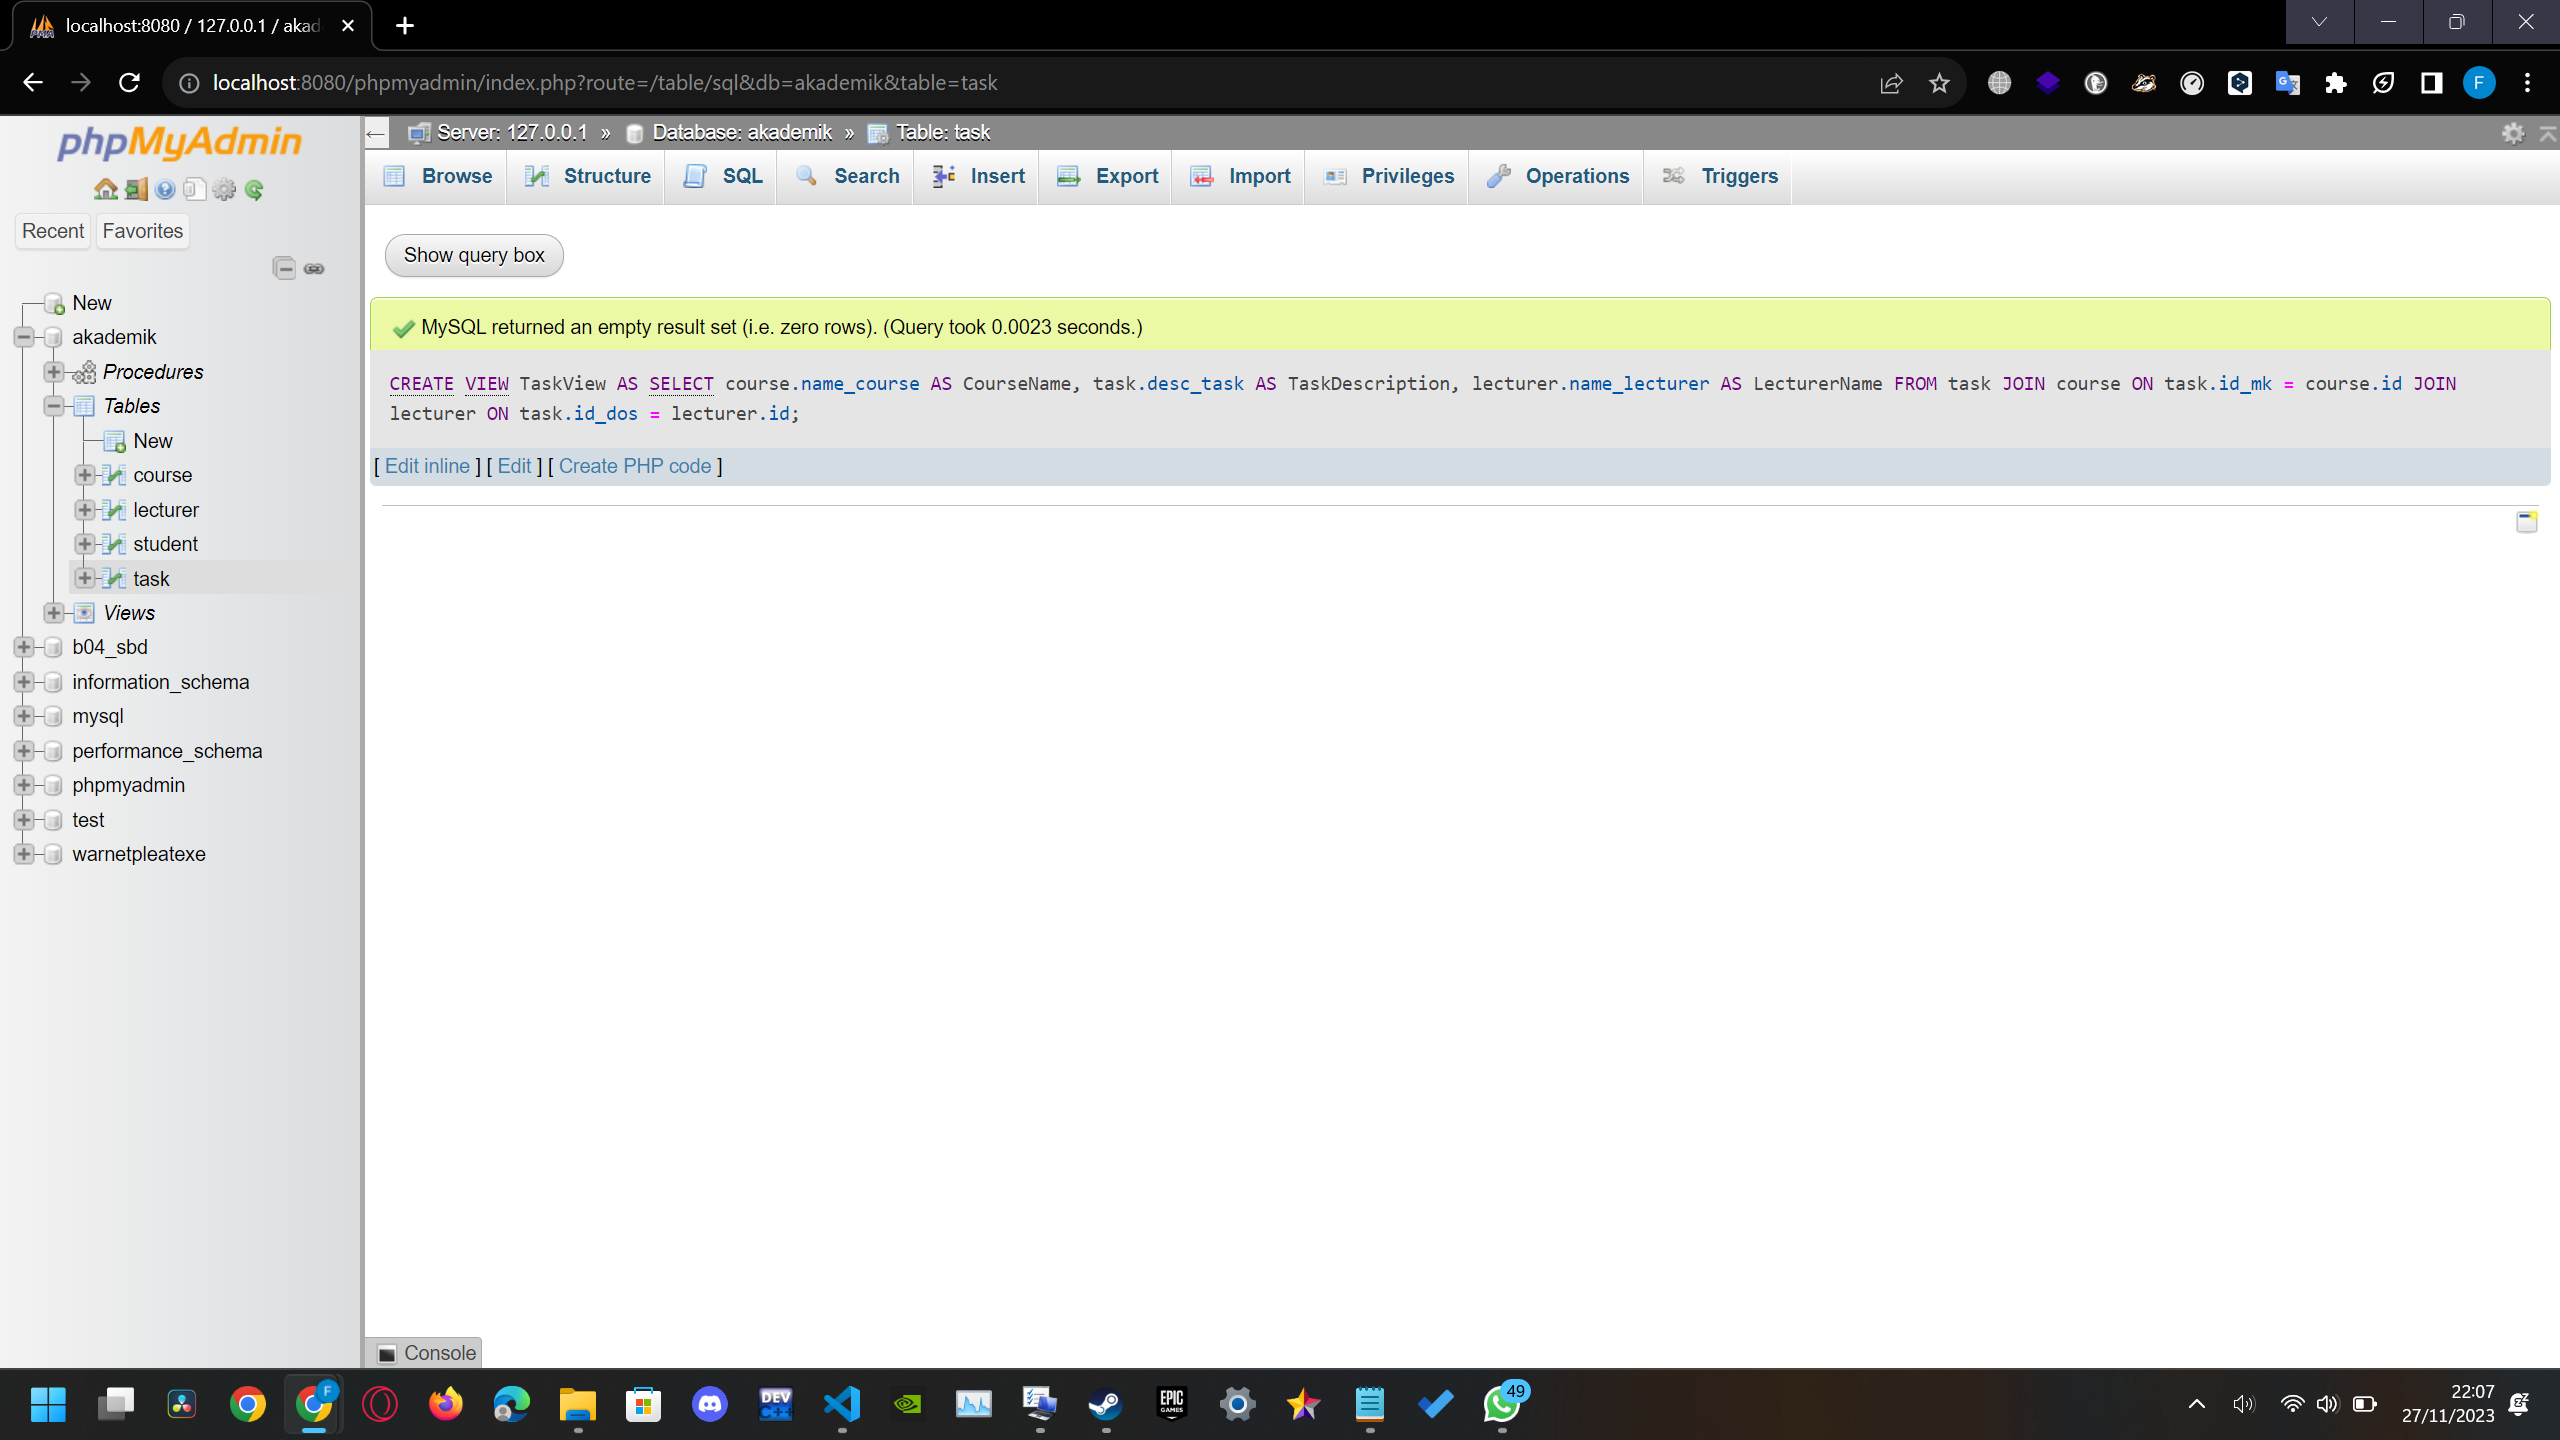 localhost:8080 / 127.0.0.1 / akad
localhost:8080/phpmyadmin/index.php?route=/table/sql&db=akademik&table=task
F
phpMyAdmin
Recent
Favorites
New
akademik
Procedures
Tables
New
course
lecturer
student
task
Views
b04_sbd
information_schema
mysql
performance_schema
phpmyadmin
test
warnetpleatexe
Server: 127.0.0.1 » Database: akademik » Table: task
Browse Structure SQL Search Insert Export Import Privileges Operations Triggers
Show query box
MySQL returned an empty result set (i.e. zero rows). (Query took 0.0023 seconds.)
CREATE VIEW TaskView AS SELECT course.name_course AS CourseName, task.desc_task AS TaskDescription, lecturer.name_lecturer AS LecturerName FROM task JOIN course ON task.id_mk = course.id JOIN
lecturer ON task.id_dos = lecturer.id;
[ Edit inline ] [ Edit ] [ Create PHP code ]
Console
F
DEV
C++
EPIC
GAMES
49
22:07
27/11/2023